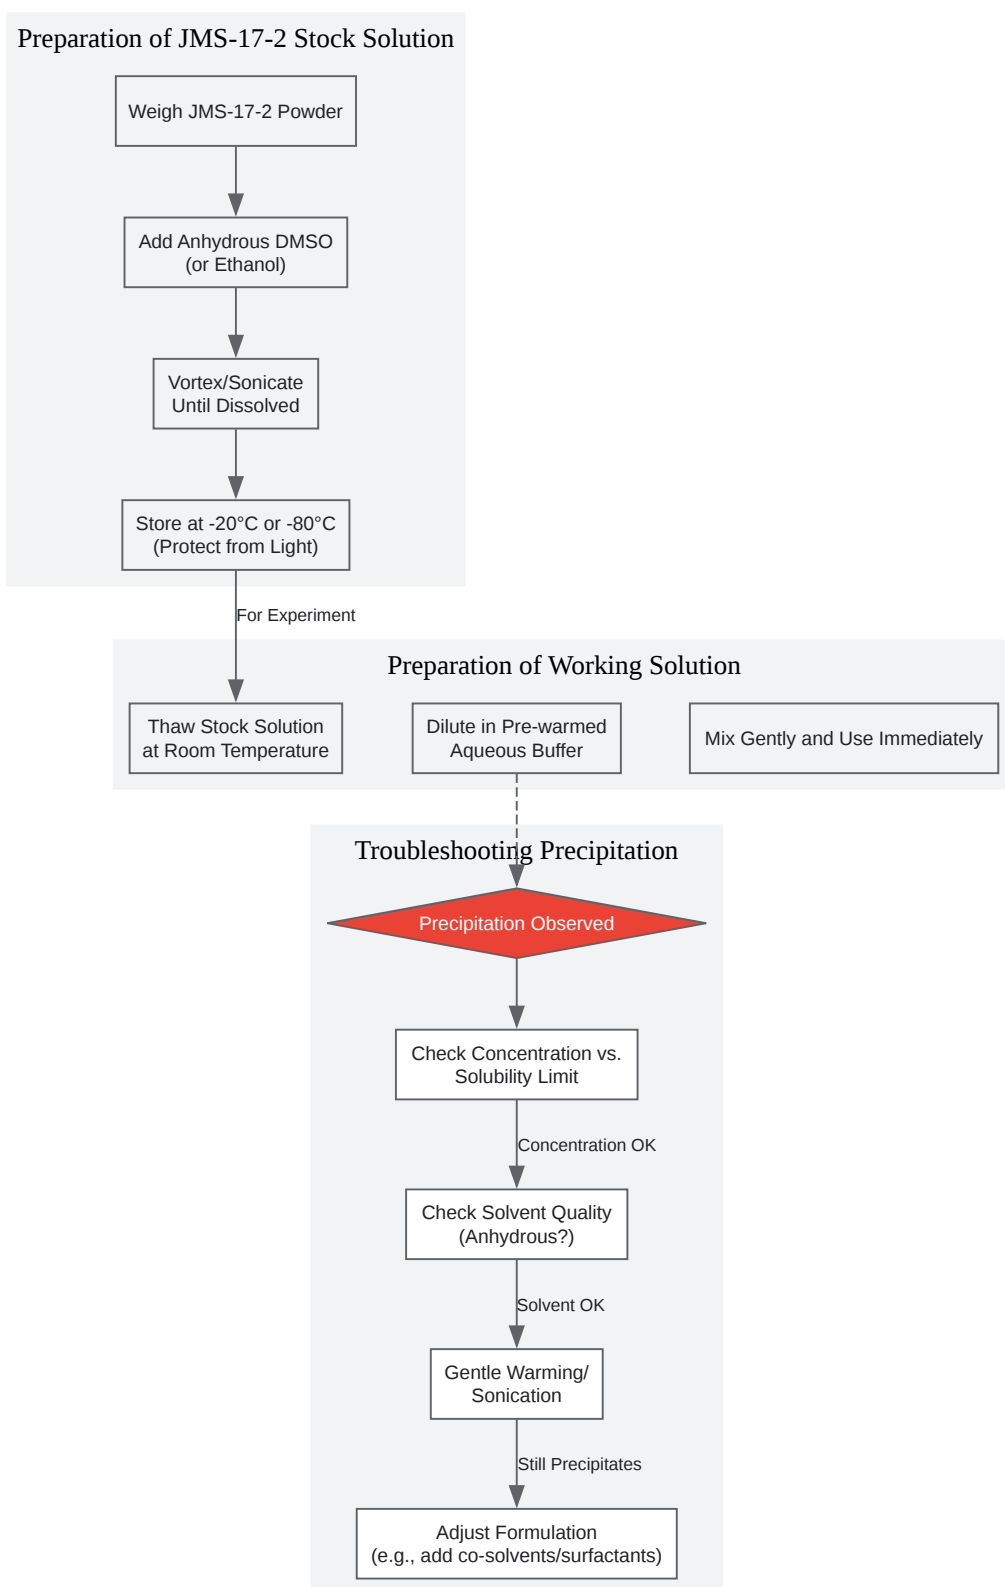 Preparation of JMS-17-2 Stock Solution
Weigh JMS-17-2 Powder
Add Anhydrous DMSO
(or Ethanol)
Vortex/Sonicate
Until Dissolved
Store at -20°C or -80°C
(Protect from Light)
For Experiment
Preparation of Working Solution
Thaw Stock Solution
at Room Temperature
Dilute in Pre-warmed
Aqueous Buffer
Mix Gently and Use Immediately
Troubleshooting Precipitation
Precipitation Observed
Check Concentration vs.
Solubility Limit
Concentration OK
Check Solvent Quality
(Anhydrous?)
Solvent OK
Gentle Warming/
Sonication
Still Precipitates
Adjust Formulation
(e.g., add co-solvents/surfactants)